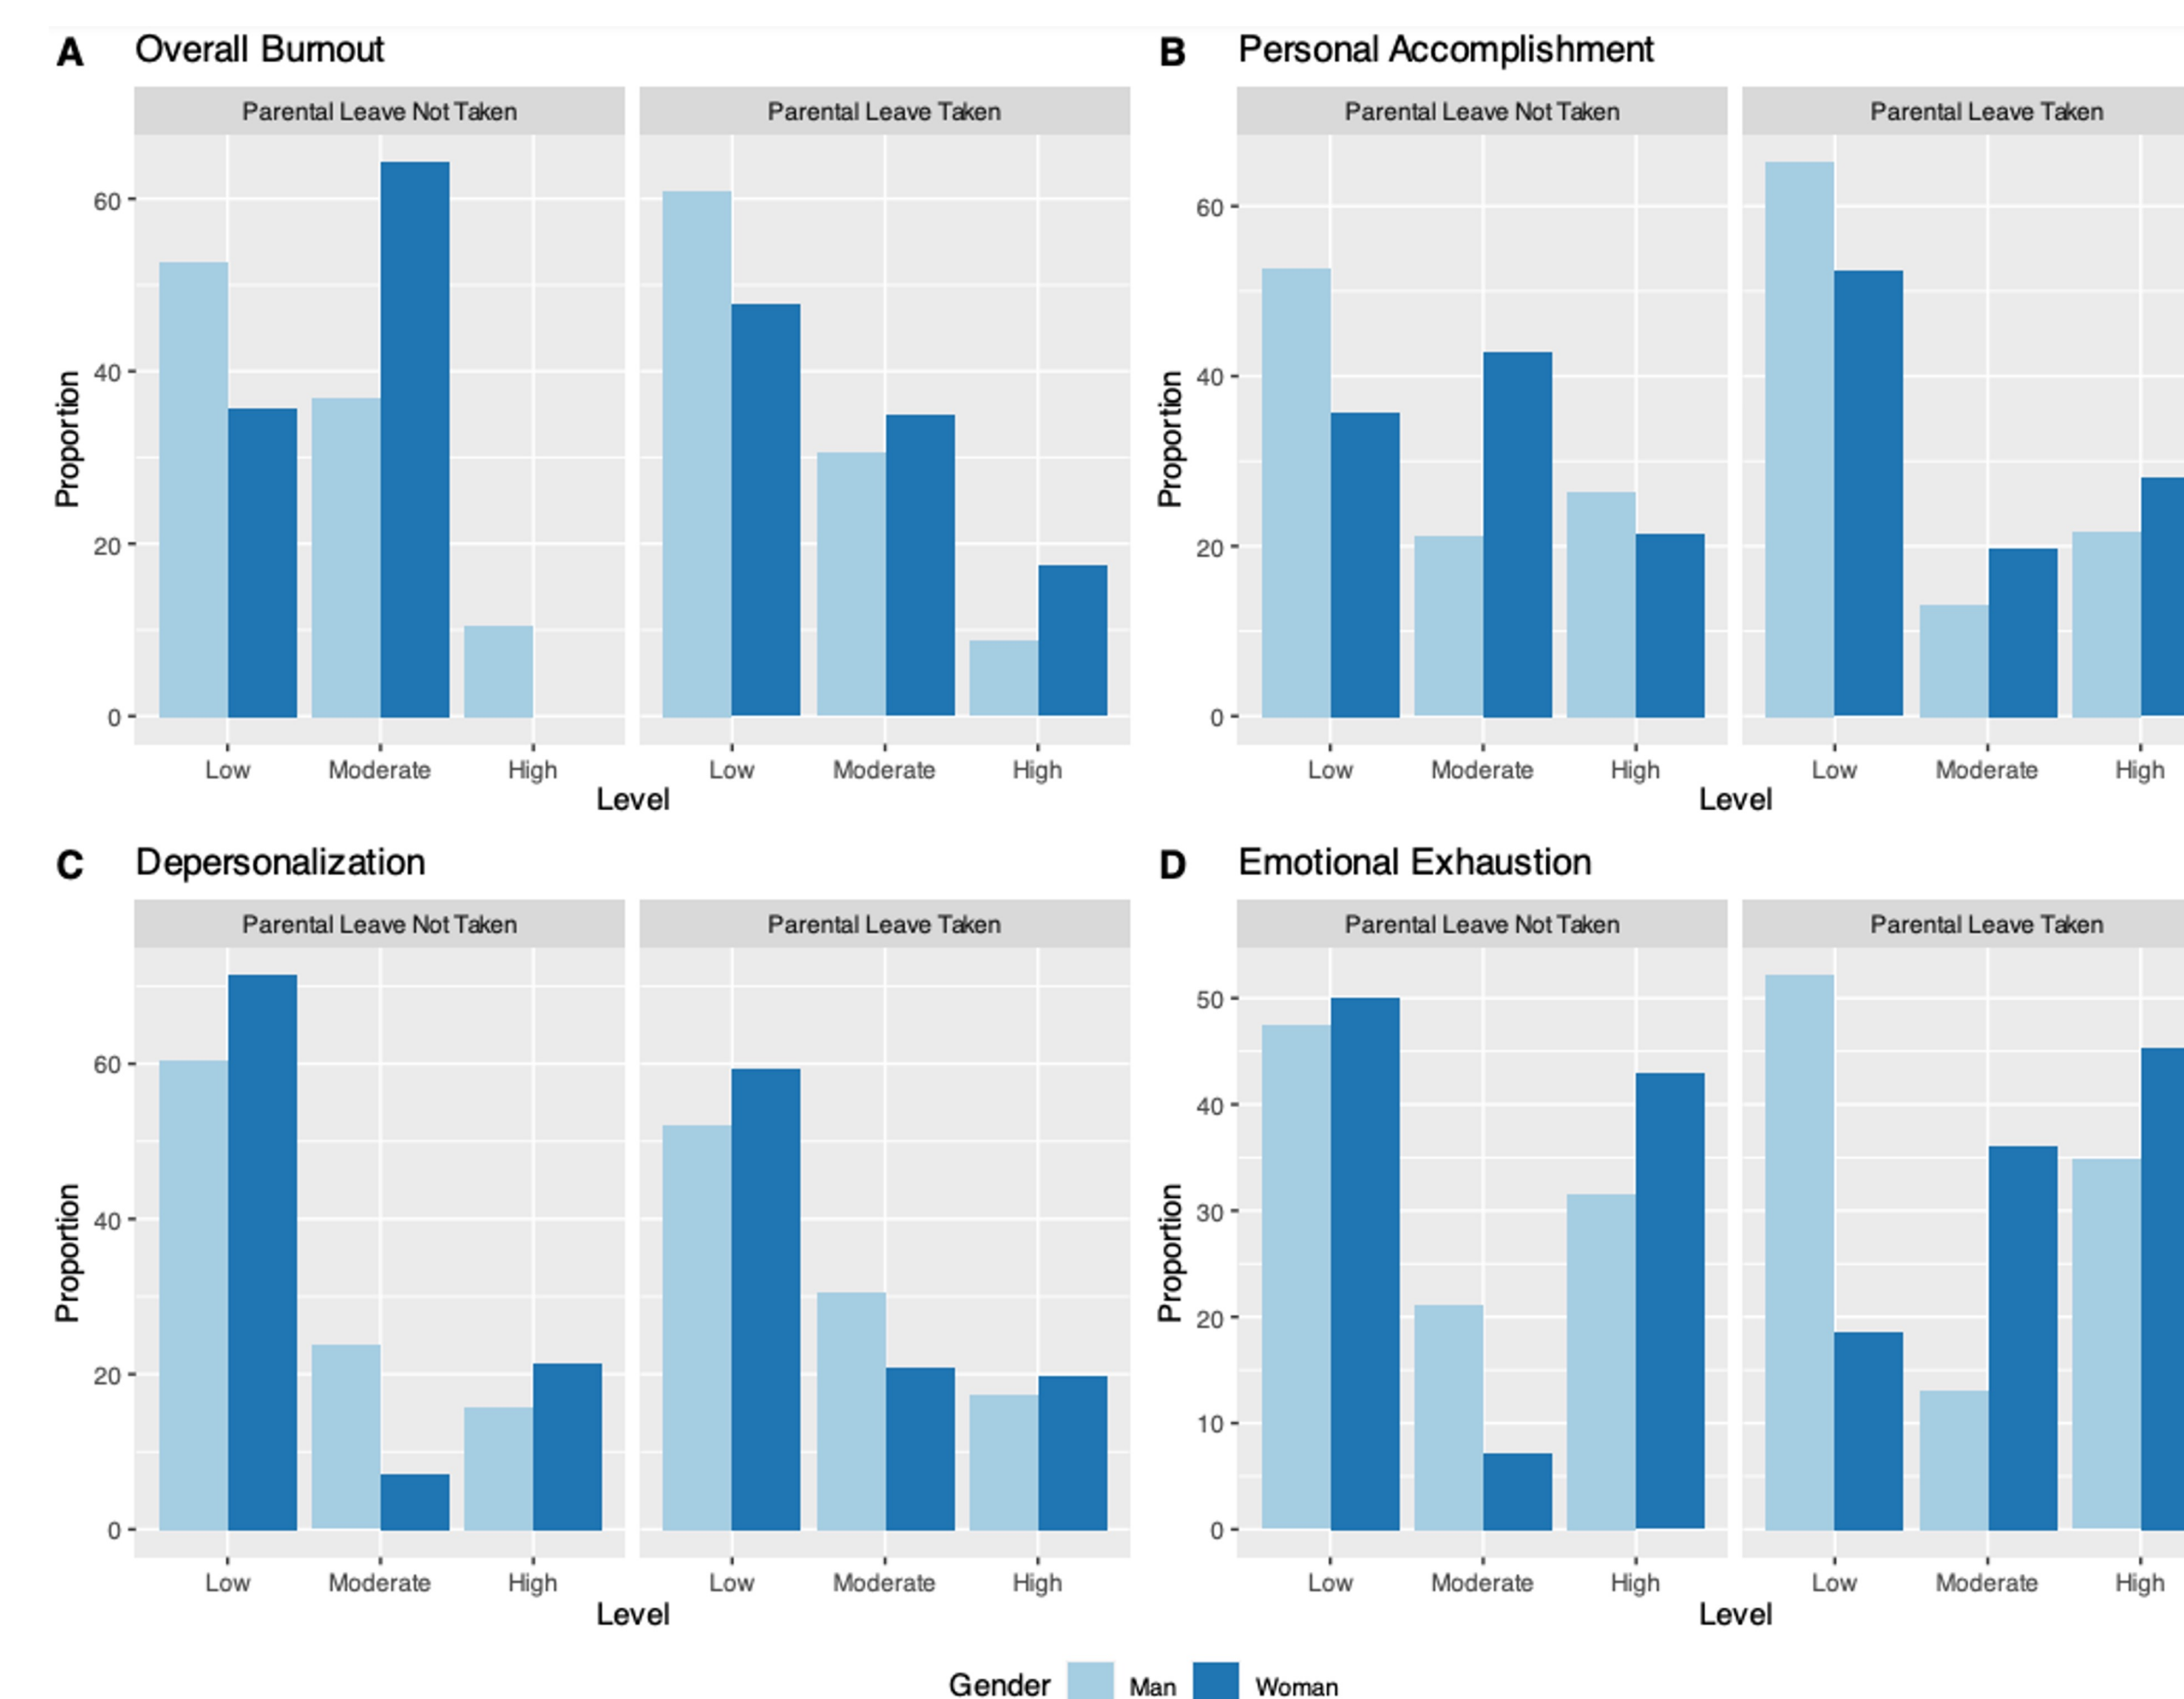 A Overall Burnout
Parental Leave Not Taken Parental Leave Taken
Proportion
60
40
20
0
Low Moderate High Low Moderate High
Level
B Personal Accomplishment
Parental Leave Not Taken Parental Leave Taken
Proportion
60
40
20
0
Low Moderate High Low Moderate High
Level
C Depersonalization
Parental Leave Not Taken Parental Leave Taken
Proportion
60
40
20
0
Low Moderate High Low Moderate High
Level
D Emotional Exhaustion
Parental Leave Not Taken Parental Leave Taken
Proportion
50
40
30
20
10
0
Low Moderate High Low Moderate High
Level
Gender Man Woman